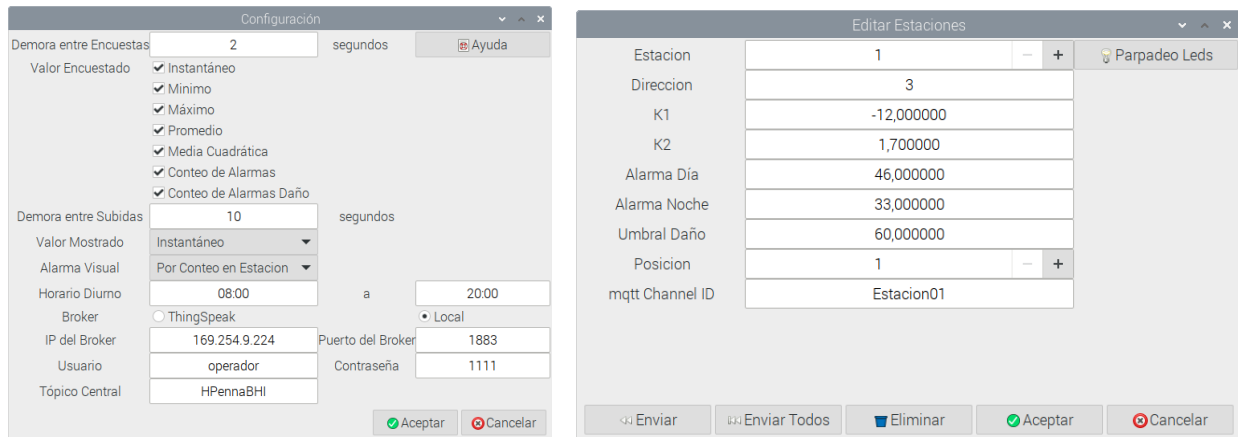 Configuración
Demora entre Encuestas 2 segundos Ayuda
Valor Encuestado Instantáneo
Minimo
Máximo
Promedio
Media Cuadrática
Conteo de Alarmas
Conteo de Alarmas Daño
Demora entre Subidas 10 segundos
Valor Mostrado Instantáneo
Alarma Visual Por Conteo en Estacion
Horario Diurno 08:00 a 20:00
Broker ThingSpeak Local
IP del Broker 169.254.9.224 Puerto del Broker 1883
Usuario operador Contraseña 1111
Tópico Central HPennaBHI
Aceptar Cancelar
Editar Estaciones
Estacion 1 − + Parpadeo Leds
Direccion 3
K1 -12,000000
K2 1,700000
Alarma Día 46,000000
Alarma Noche 33,000000
Umbral Daño 60,000000
Posicion 1 − +
mqtt Channel ID Estacion01
Enviar Enviar Todos Eliminar Aceptar Cancelar